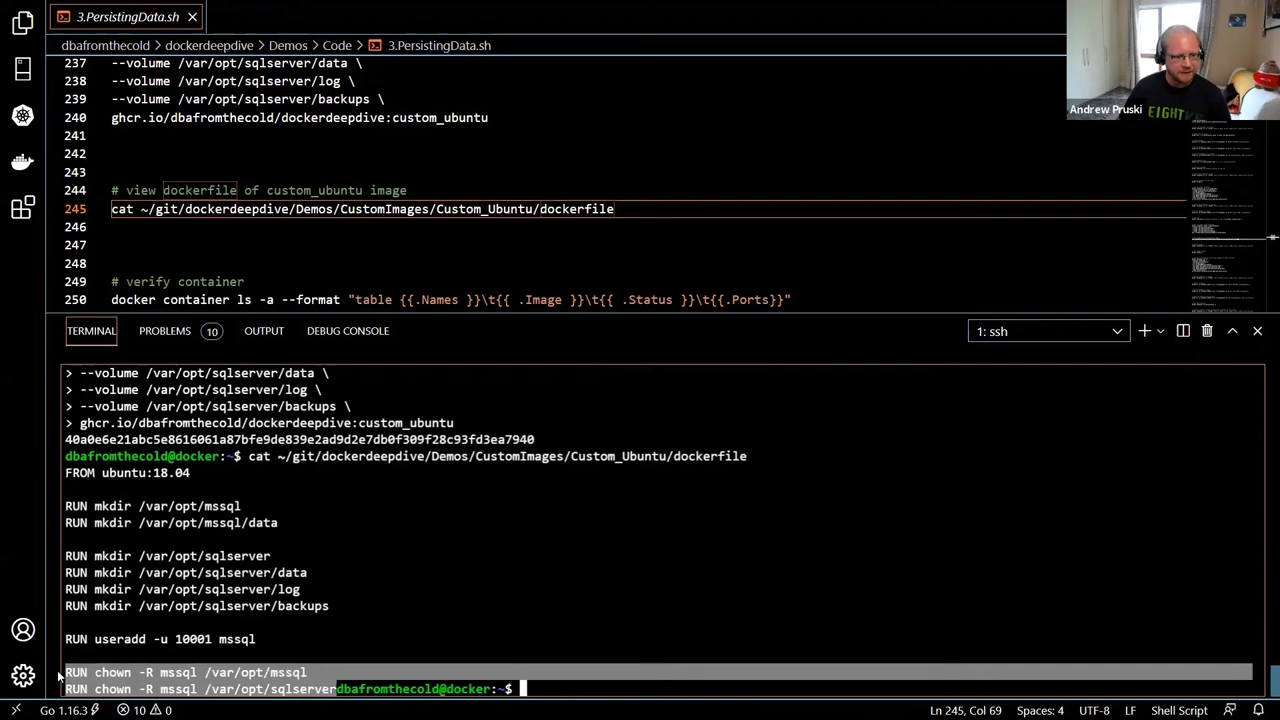 3.PersistingData.sh
dbafromthecold > dockerdeepdive > Demos > Code > 3.PersistingData.sh
237 --volume /var/opt/sqlserver/data \
238 --volume /var/opt/sqlserver/log \
239 --volume /var/opt/sqlserver/backups \
240 ghcr.io/dbafromthecold/dockerdeepdive:custom_ubuntu
241
242
243
244 # view dockerfile of custom_ubuntu image
245 cat ~/git/dockerdeepdive/Demos/CustomImages/Custom_Ubuntu/dockerfile
246
247
248
249 # verify container
250 docker container ls -a --format "table {{.Names }}\t{{ .Image }}\t{{ .Status }}\t{{.Ports}}"
Andrew Pruski
EIGHT
TERMINAL PROBLEMS 10 OUTPUT DEBUG CONSOLE 1: ssh
> --volume /var/opt/sqlserver/data \
> --volume /var/opt/sqlserver/log \
> --volume /var/opt/sqlserver/backups \
> ghcr.io/dbafromthecold/dockerdeepdive:custom_ubuntu
40a0e6e21abc5e8616061a87bfe9de839e2ad9d2e7db0f309f28c93fd3ea7940
dbafromthecold@docker:~$ cat ~/git/dockerdeepdive/Demos/CustomImages/Custom_Ubuntu/dockerfile
FROM ubuntu:18.04
RUN mkdir /var/opt/mssql
RUN mkdir /var/opt/mssql/data
RUN mkdir /var/opt/sqlserver
RUN mkdir /var/opt/sqlserver/data
RUN mkdir /var/opt/sqlserver/log
RUN mkdir /var/opt/sqlserver/backups
RUN useradd -u 10001 mssql
RUN chown -R mssql /var/opt/mssql
RUN chown -R mssql /var/opt/sqlserverdbafromthecold@docker:~$
Go 1.16.3 10 0 Ln 245, Col 69 Spaces: 4 UTF-8 LF Shell Script